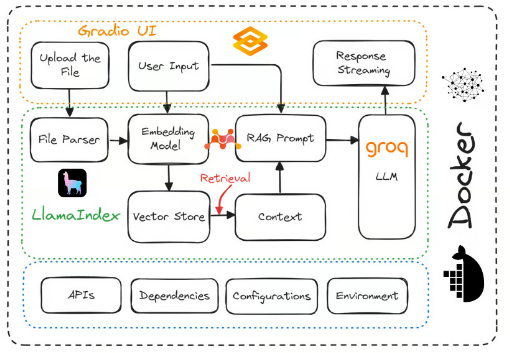 Gradio UI
Upload the
File
User Input
Response
Streaming
File Parser
Embedding
Model
RAG Prompt
groq
LLM
Retrieval
LlamaIndex
Vector Store
Context
Docker
APIs
Dependencies
Configurations
Environment